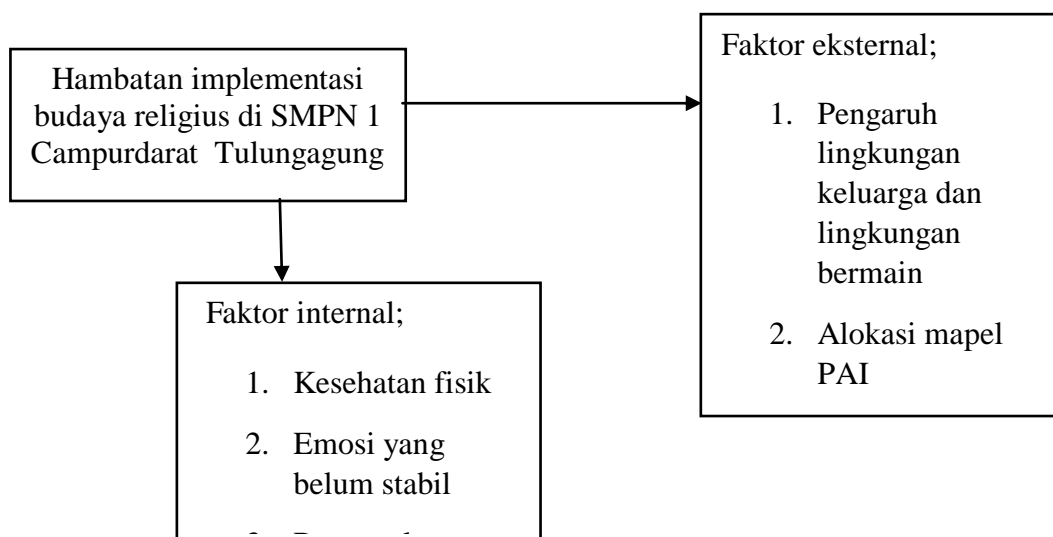 Hambatan implementasi
budaya religius di SMPN 1
Campurdarat Tulungagung
Faktor eksternal;
1. Pengaruh
lingkungan
keluarga dan
lingkungan
bermain
2. Alokasi mapel
PAI
Faktor internal;
1. Kesehatan fisik
2. Emosi yang
belum stabil